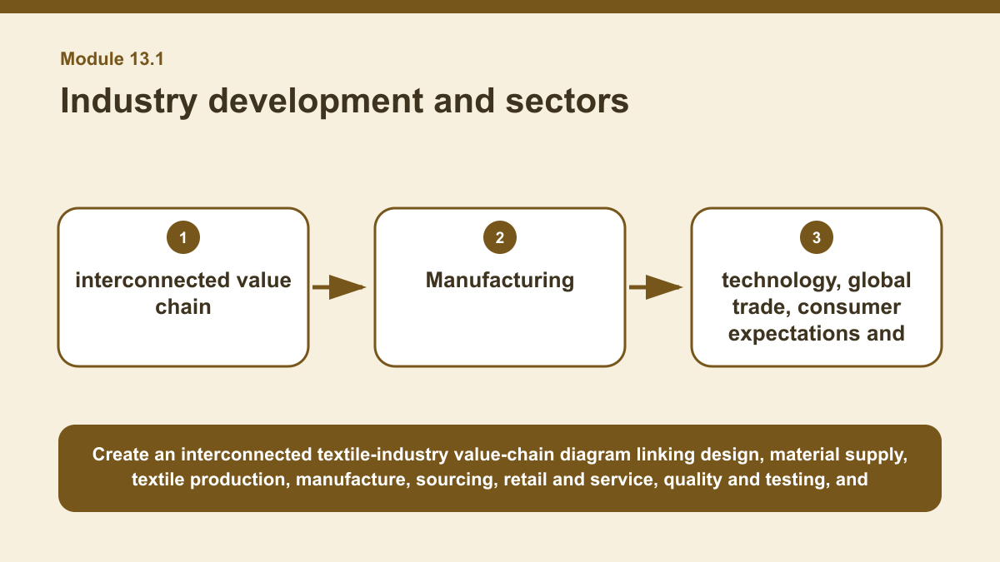 Module 13.1
Industry development and sectors
1
interconnected value
chain
2
Manufacturing
3
technology, global
trade, consumer
expectations and
Create an interconnected textile-industry value-chain diagram linking design, material supply,
textile production, manufacture, sourcing, retail and service, quality and testing, and